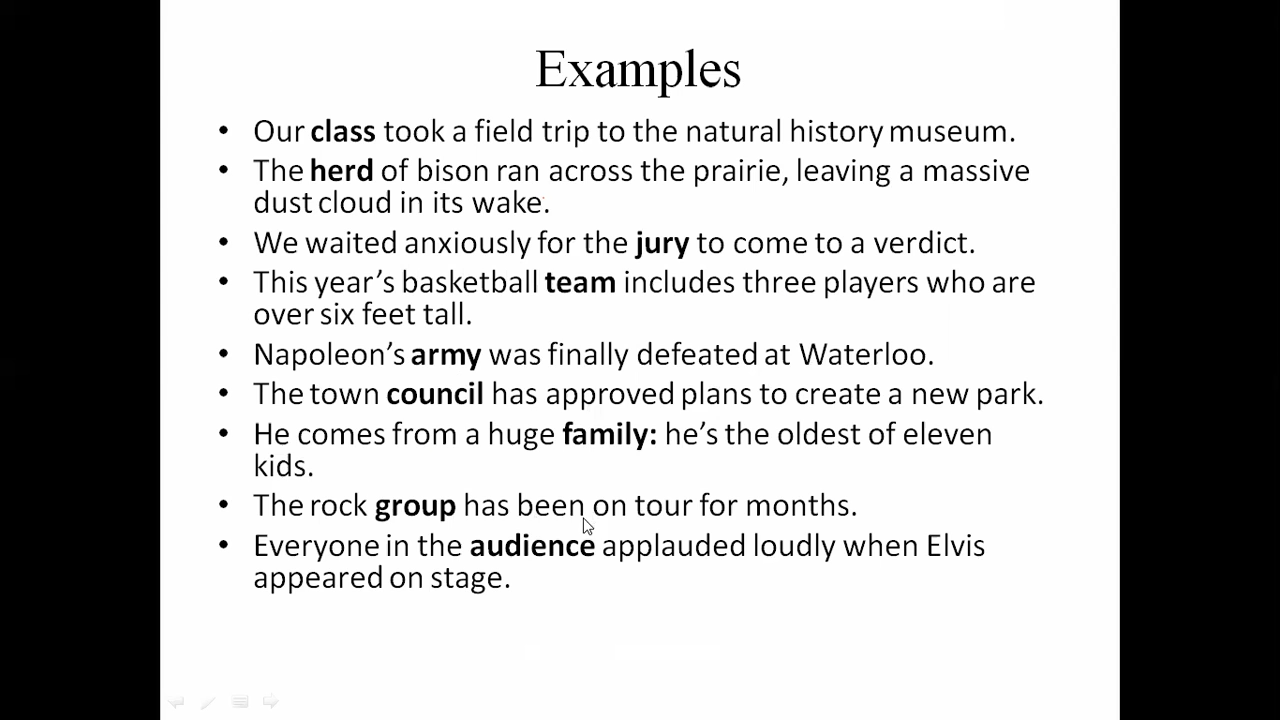 Examples
• Our class took a field trip to the natural history museum.
• The herd of bison ran across the prairie, leaving a massive
dust cloud in its wake.
• We waited anxiously for the jury to come to a verdict.
• This year’s basketball team includes three players who are
over six feet tall.
• Napoleon’s army was finally defeated at Waterloo.
• The town council has approved plans to create a new park.
• He comes from a huge family: he’s the oldest of eleven
kids.
• The rock group has been on tour for months.
• Everyone in the audience applauded loudly when Elvis
appeared on stage.